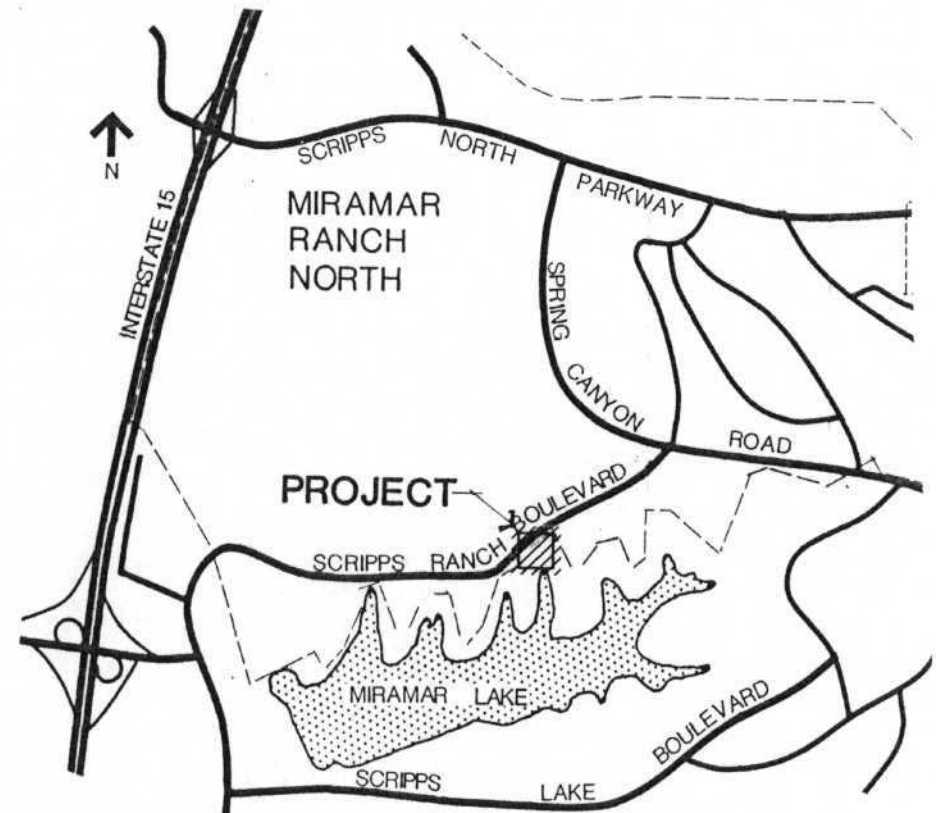 SCRIPPS NORTH PARKWAY
N
INTERSTATE 15
MIRAMAR
RANCH
NORTH
SPRING CANYON ROAD
PROJECT
SCRIPPS RANCH BOULEVARD
MIRAMAR LAKE
SCRIPPS LAKE BOULEVARD